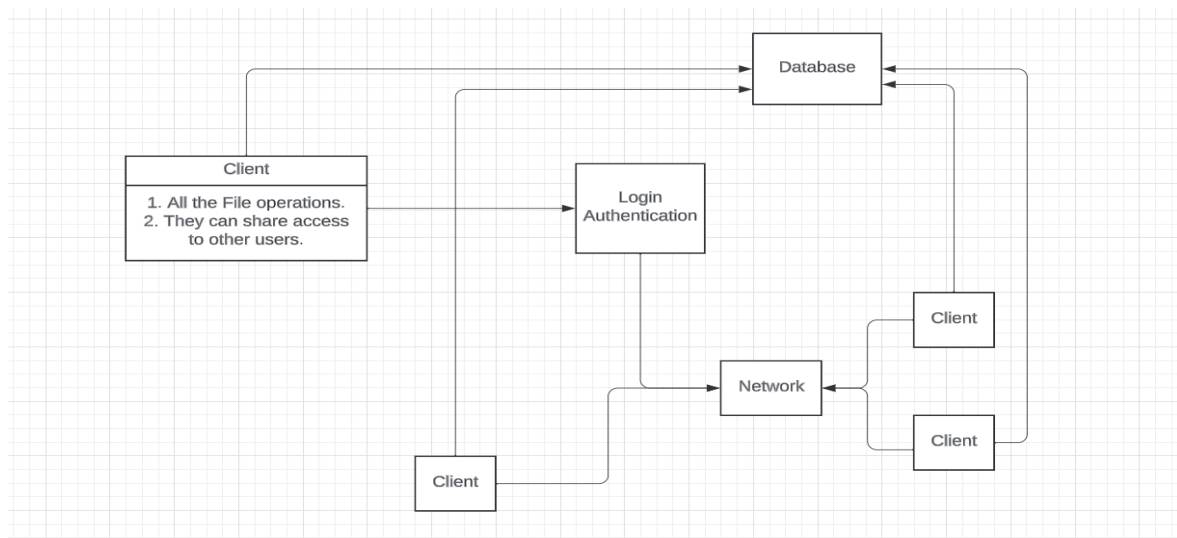 Database
Client
1. All the File operations.
2. They can share access
to other users.
Login
Authentication
Client
Network
Client
Client